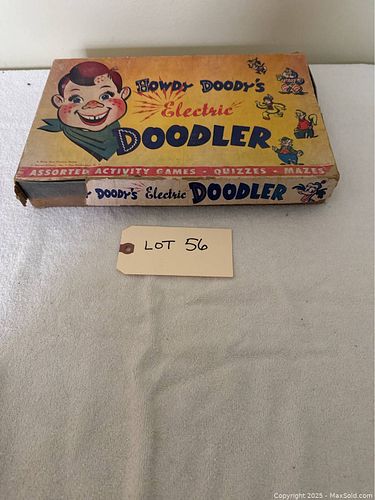 HOWDY DOODY'S
Electric
DOODLER
ASSORTED ACTIVITY GAMES • QUIZZES • MAZES
DOODY'S Electric DOODLER
LOT 56
Copyright 2025 - MaxSold.com